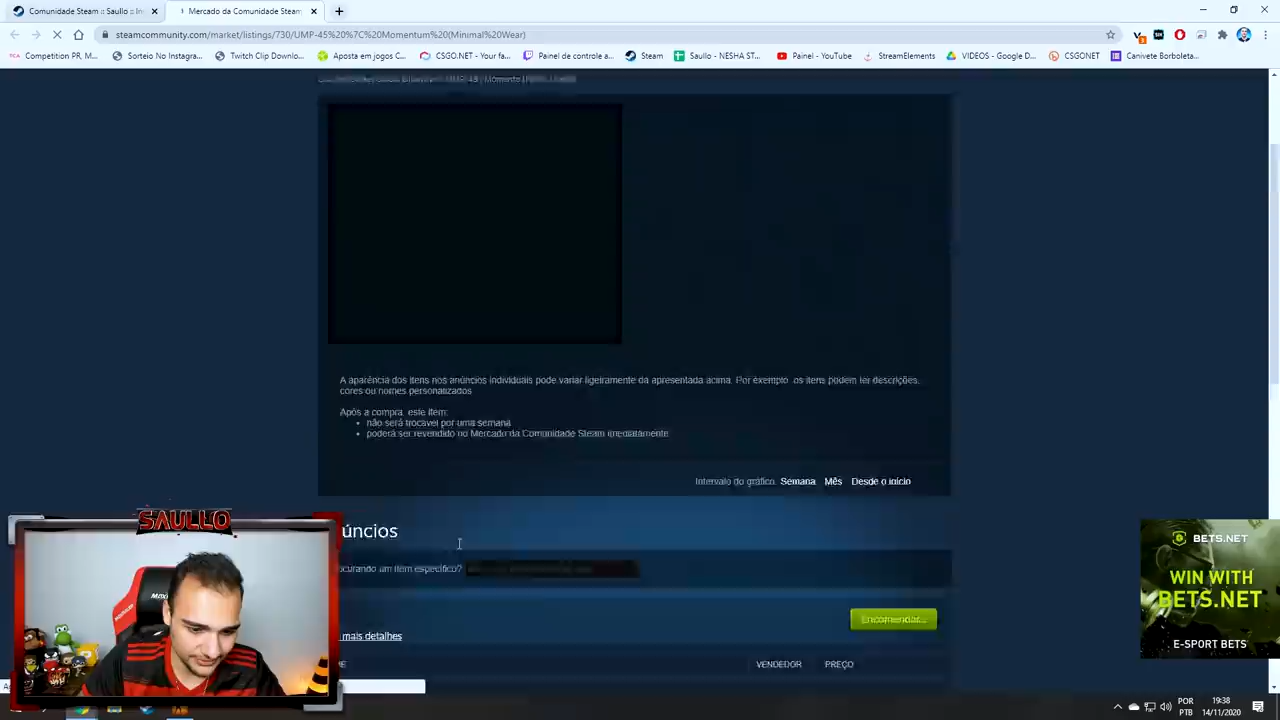 Comunidade Steam :: Saullo :: In
Mercado da Comunidade Steam
steamcommunity.com/market/listings/730/UMP-45%20%7C%20Momentum%20(Minimal%20Wear)
Competition PR, M...
Sorteio No Instagra...
Twitch Clip Downlo...
Aposta em jogos C...
CSGO.NET - Your fa...
Painel de controle a...
Steam
Saullo - NESHA ST...
Painel - YouTube
StreamElements
VIDEOS - Google D...
CSGONET
Canivete Borboleta...
A aparência dos itens nos anúncios individuais pode variar ligeiramente da apresentada acima. Por exemplo, os itens podem ter descrições,
cores ou nomes personalizados.
Após a compra, este item:
não será trocável por uma semana
poderá ser revendido no Mercado da Comunidade Steam imediatamente
Intervalo do gráfico Semana Mês Desde o início
úncios
ocurando um item específico?
Encomendar...
mais detalhes
ME
VENDEDOR
PREÇO
SAULLO
BETS.NET
WIN WITH
BETS.NET
E-SPORT BETS
POR
PTB
19:38
14/11/2020